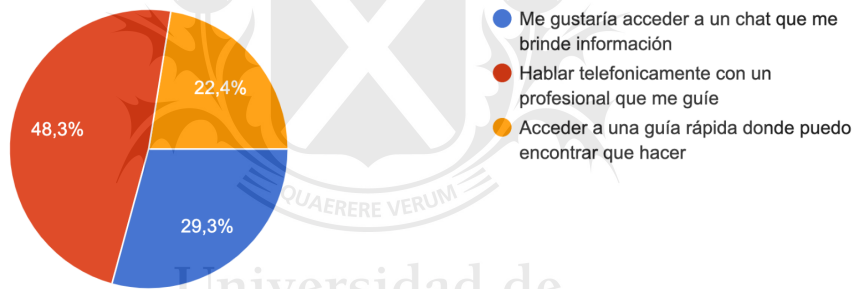 48,3%
22,4%
29,3%
Me gustaría acceder a un chat que me
brinde información
Hablar telefonicamente con un
profesional que me guíe
Acceder a una guía rápida donde puedo
encontrar que hacer
QUAERERE VERUM
Universidad de